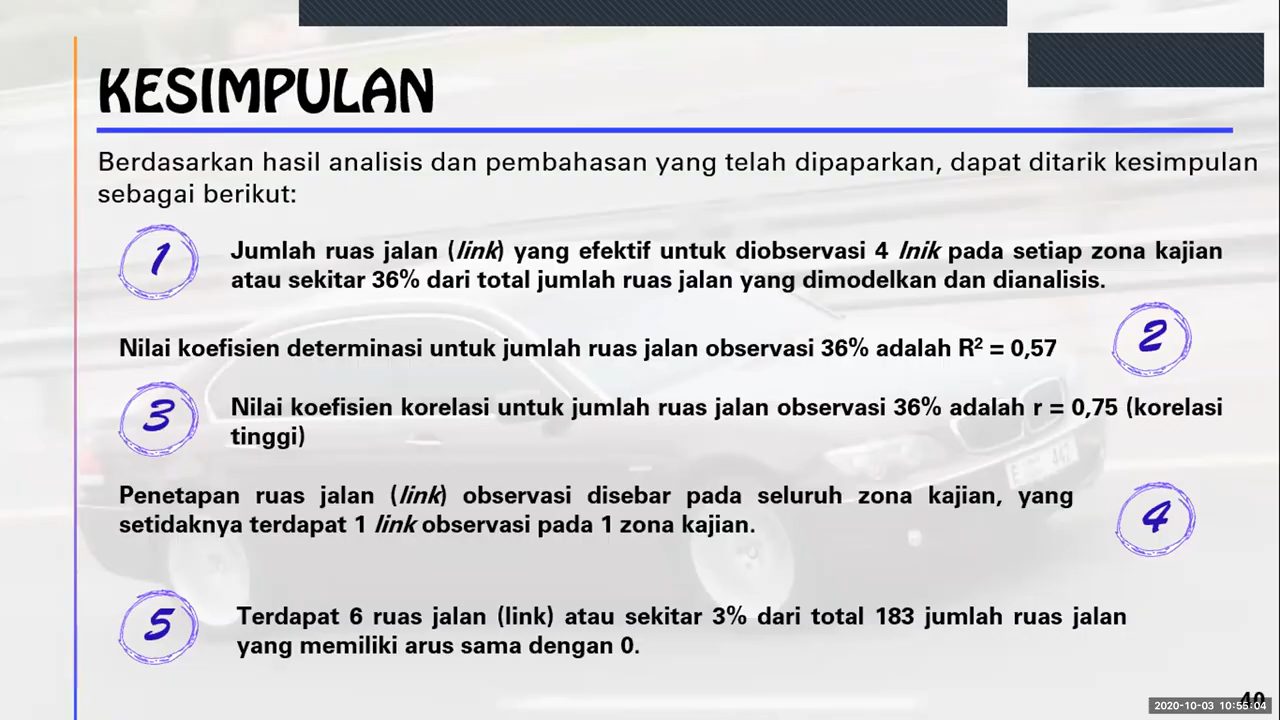 KESIMPULAN
Berdasarkan hasil analisis dan pembahasan yang telah dipaparkan, dapat ditarik kesimpulan
sebagai berikut:
1
Jumlah ruas jalan (link) yang efektif untuk diobservasi 4 lnik pada setiap zona kajian
atau sekitar 36% dari total jumlah ruas jalan yang dimodelkan dan dianalisis.
2
Nilai koefisien determinasi untuk jumlah ruas jalan observasi 36% adalah R² = 0,57
3
Nilai koefisien korelasi untuk jumlah ruas jalan observasi 36% adalah r = 0,75 (korelasi
tinggi)
Penetapan ruas jalan (link) observasi disebar pada seluruh zona kajian, yang
setidaknya terdapat 1 link observasi pada 1 zona kajian.
4
5
Terdapat 6 ruas jalan (link) atau sekitar 3% dari total 183 jumlah ruas jalan
yang memiliki arus sama dengan 0.
2020-10-03 10:55:04